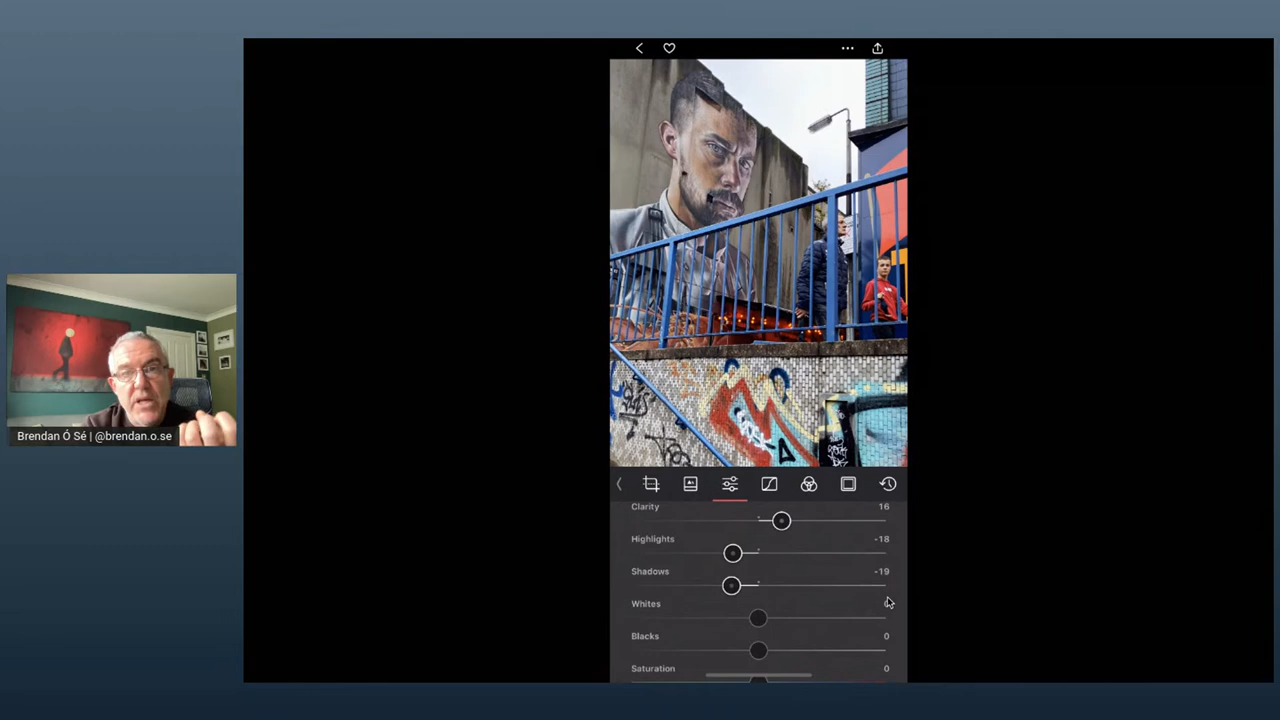 Brendan Ó Sé | @brendan.o.se
Clarity 16
Highlights -18
Shadows -19
Whites
Blacks 0
Saturation 0